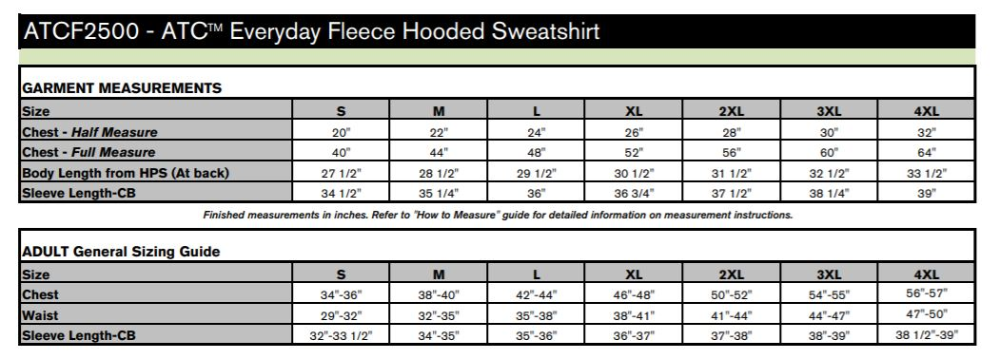 ATCF2500 - ATC™ Everyday Fleece Hooded Sweatshirt
GARMENT MEASUREMENTS
Size S M L XL 2XL 3XL 4XL
Chest - Half Measure 20" 22" 24" 26" 28" 30" 32"
Chest - Full Measure 40" 44" 48" 52" 56" 60" 64"
Body Length from HPS (At back) 27 1/2" 28 1/2" 29 1/2" 30 1/2" 31 1/2" 32 1/2" 33 1/2"
Sleeve Length-CB 34 1/2" 35 1/4" 36" 36 3/4" 37 1/2" 38 1/4" 39"
Finished measurements in inches. Refer to "How to Measure" guide for detailed information on measurement instructions.
ADULT General Sizing Guide
Size S M L XL 2XL 3XL 4XL
Chest 34"-36" 38"-40" 42"-44" 46"-48" 50"-52" 54"-55" 56"-57"
Waist 29"-32" 32"-35" 35"-38" 38"-41" 41"-44" 44"-47" 47"-50"
Sleeve Length-CB 32"-33 1/2" 34"-35" 35"-36" 36"-37" 37"-38" 38"-39" 38 1/2"-39"